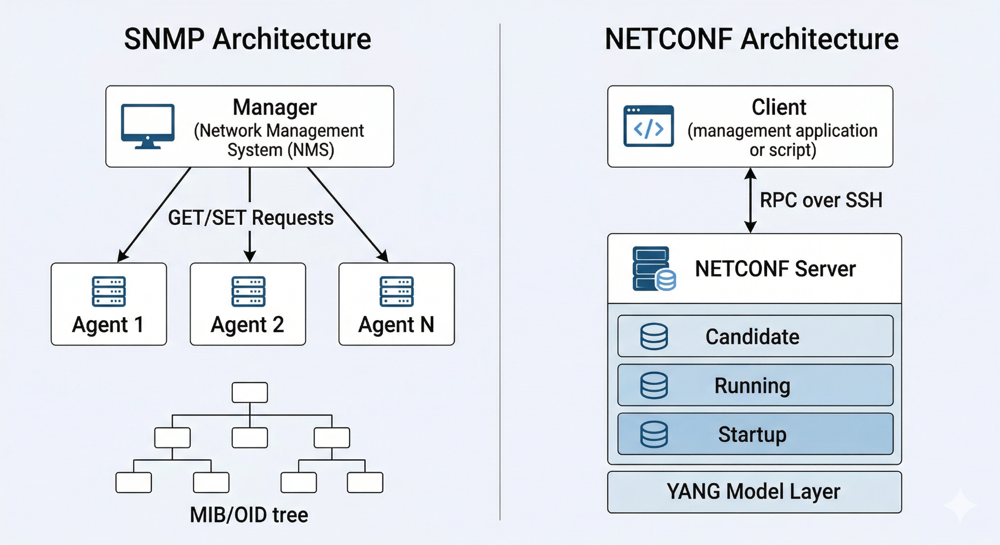 SNMP Architecture
Manager
(Network Management
System (NMS)
GET/SET Requests
Agent 1
Agent 2
Agent N
MIB/OID tree
NETCONF Architecture
</>
Client
(management application
or script)
RPC over SSH
NETCONF Server
Candidate
Running
Startup
YANG Model Layer